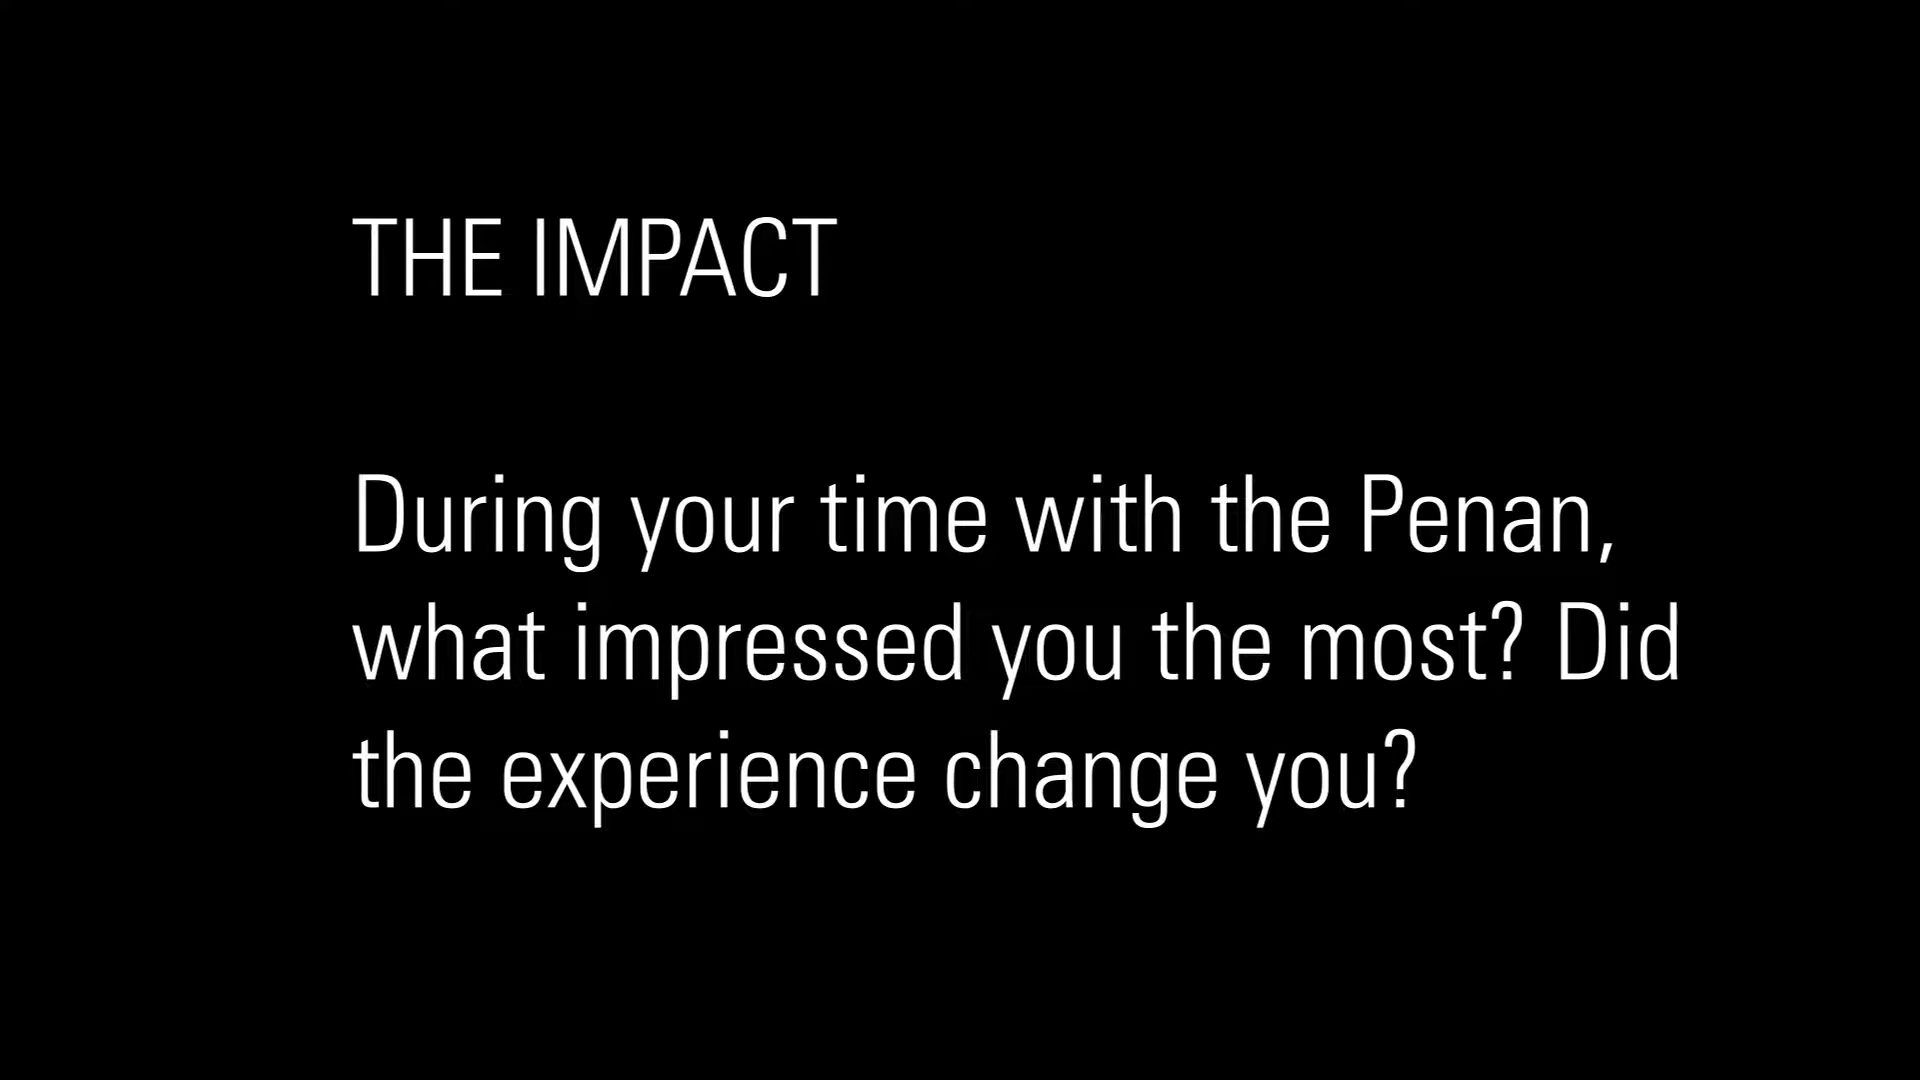 THE IMPACT
During your time with the Penan,
what impressed you the most? Did
the experience change you?